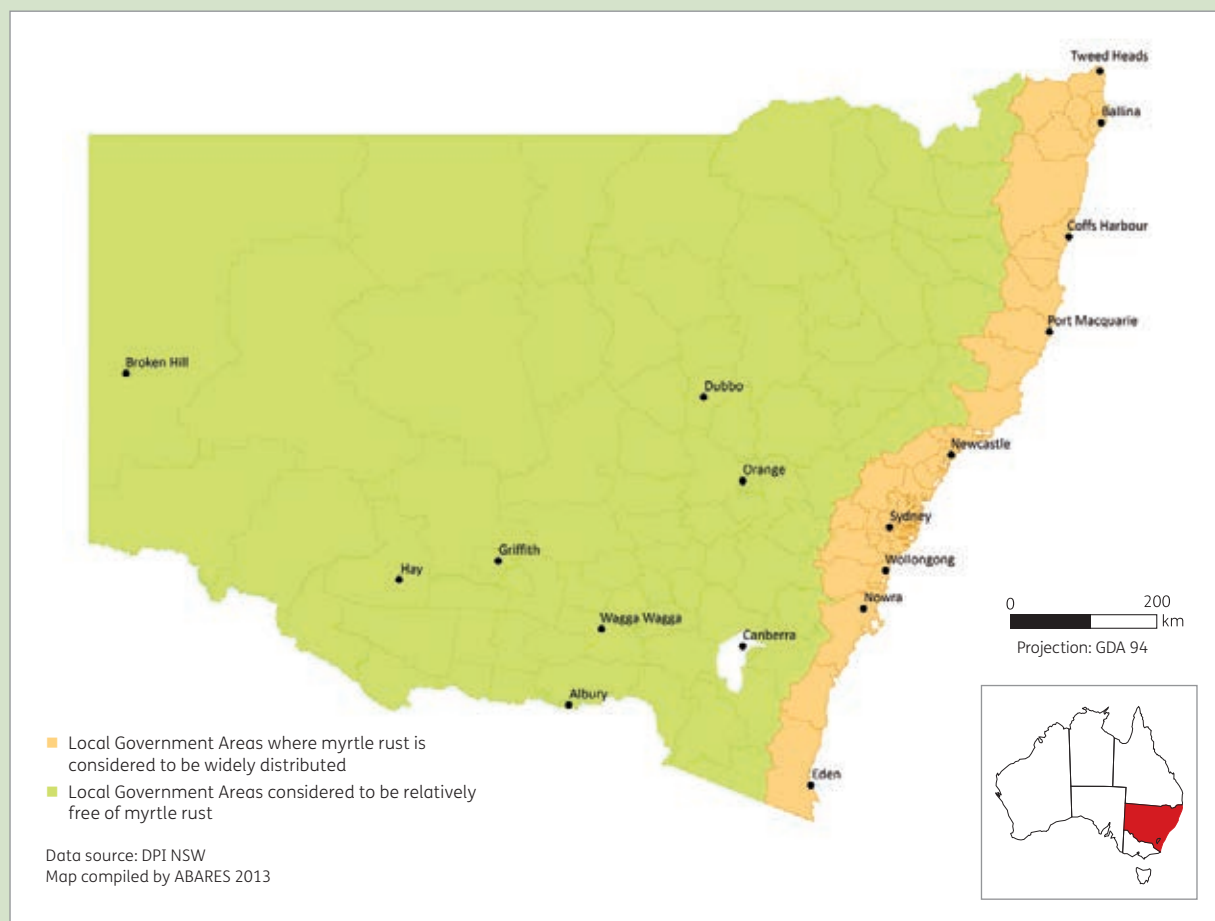 Tweed Heads
Ballina
Coffs Harbour
Port Macquarie
Broken Hill
Dubbo
Newcastle
Orange
Sydney
Griffith
Wollongong
Hay
Nowra
Wagga Wagga
Canberra
Albury
Eden
0 200
km
Projection: GDA 94
Local Government Areas where myrtle rust is
considered to be widely distributed
Local Government Areas considered to be relatively
free of myrtle rust
Data source: DPI NSW
Map compiled by ABARES 2013